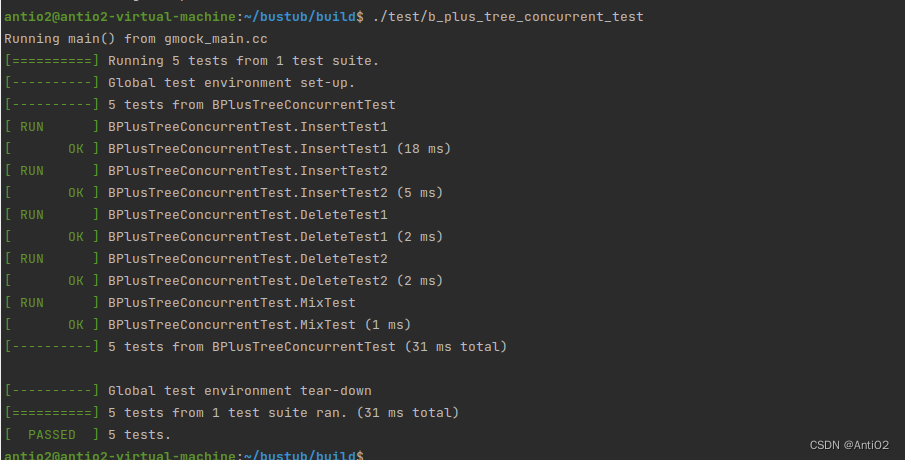 antio2@antio2-virtual-machine:~/bustub/build$ ./test/b_plus_tree_concurrent_test
Running main() from gmock_main.cc
[==========] Running 5 tests from 1 test suite.
[----------] Global test environment set-up.
[----------] 5 tests from BPlusTreeConcurrentTest
[ RUN      ] BPlusTreeConcurrentTest.InsertTest1
[       OK ] BPlusTreeConcurrentTest.InsertTest1 (18 ms)
[ RUN      ] BPlusTreeConcurrentTest.InsertTest2
[       OK ] BPlusTreeConcurrentTest.InsertTest2 (5 ms)
[ RUN      ] BPlusTreeConcurrentTest.DeleteTest1
[       OK ] BPlusTreeConcurrentTest.DeleteTest1 (2 ms)
[ RUN      ] BPlusTreeConcurrentTest.DeleteTest2
[       OK ] BPlusTreeConcurrentTest.DeleteTest2 (2 ms)
[ RUN      ] BPlusTreeConcurrentTest.MixTest
[       OK ] BPlusTreeConcurrentTest.MixTest (1 ms)
[----------] 5 tests from BPlusTreeConcurrentTest (31 ms total)
[----------] Global test environment tear-down
[==========] 5 tests from 1 test suite ran. (31 ms total)
[  PASSED  ] 5 tests.
antio2@antio2-virtual-machine:~/bustub/build$
CSDN @AntiO2